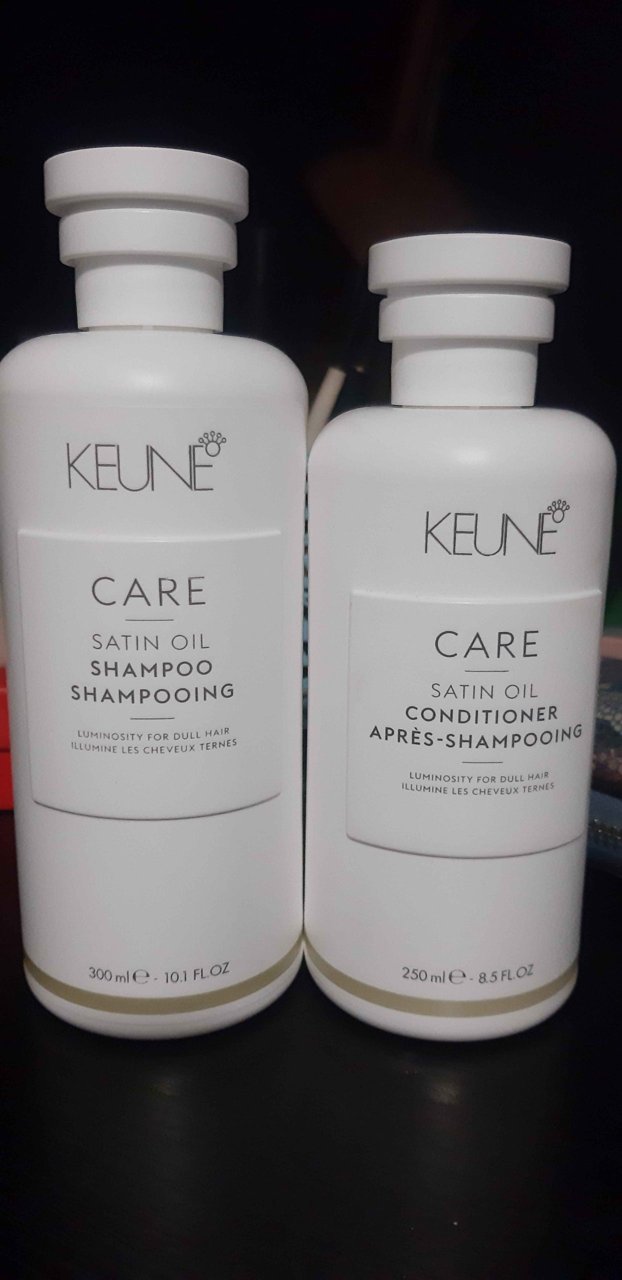 KEUNE
CARE
SATIN OIL
SHAMPOO
SHAMPOOING
LUMINOSITY FOR DULL HAIR
ILLUMINE LES CHEVEUX TERNES
300 ml ℮ - 10.1 FL.OZ
KEUNE
CARE
SATIN OIL
CONDITIONER
APRÈS-SHAMPOOING
LUMINOSITY FOR DULL HAIR
ILLUMINE LES CHEVEUX TERNES
250 ml ℮ - 8.5 FL.OZ